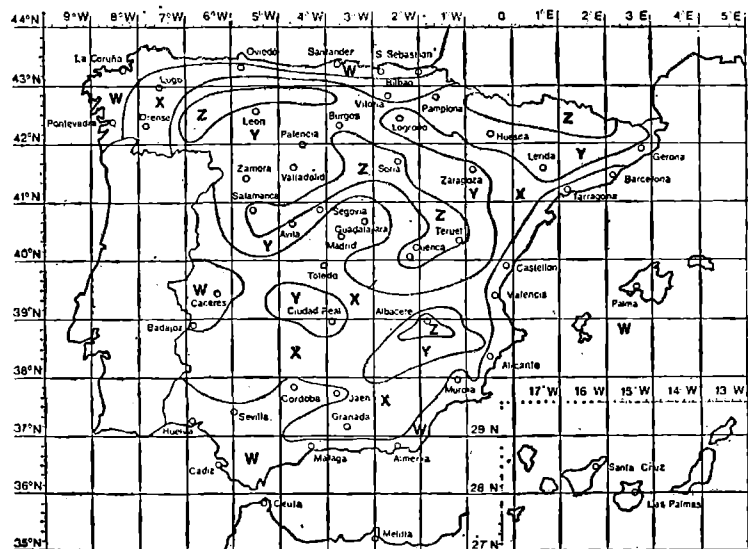 6° W 5° W 4° W 3° W 2° W 1° W 0° 1° E 2° E 3° E 4° E 5° E
44° N
Oviedo Santander S. Sebastian
La Coruña
W
43° N
Lugo Bilbao
W X Vitoria Pamplona
Z Leon Burgos Logroño Z
Pontevedra Orense Huesca
42° N
Y Palencia
Z Lerida Y Gerona
Zamora Valladolid Soria Zaragoza Barcelona
41° N
Salamanca Y X Tarragona
Segovia Z
Avila Guadalajara Teruel
Y Madrid
40° N
Cuenca
Toledo Castellon
W
Caceres Y X Valencia Palma
39° N
Ciudad Real Albacete W
Badajoz Z
X Y Alicante
38° N
Murcia 17° W 16° W 15° W 14° W 13° W
Cordoba Jaen X
Sevilla Granada
37° N W 29 N
Huelva
W Santa Cruz
Cadiz Malaga Almeria
36° N 28 N
Ceuta Las Palmas
Melilla
35° N 27 N